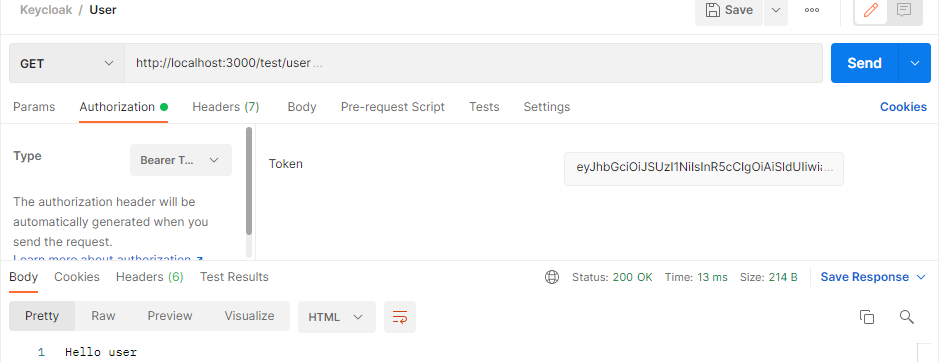 Keycloak / User
Save
GET http://localhost:3000/test/user... Send
Params Authorization Headers (7) Body Pre-request Script Tests Settings Cookies
Type Bearer T... Token eyJhbGciOiJSUzI1NiIsInR5cCIgOiAiSldUIiwia...
The authorization header will be
automatically generated when you
send the request.
Learn more about authorization ↗
Body Cookies Headers (6) Test Results Status: 200 OK Time: 13 ms Size: 214 B Save Response
Pretty Raw Preview Visualize HTML
1 Hello user